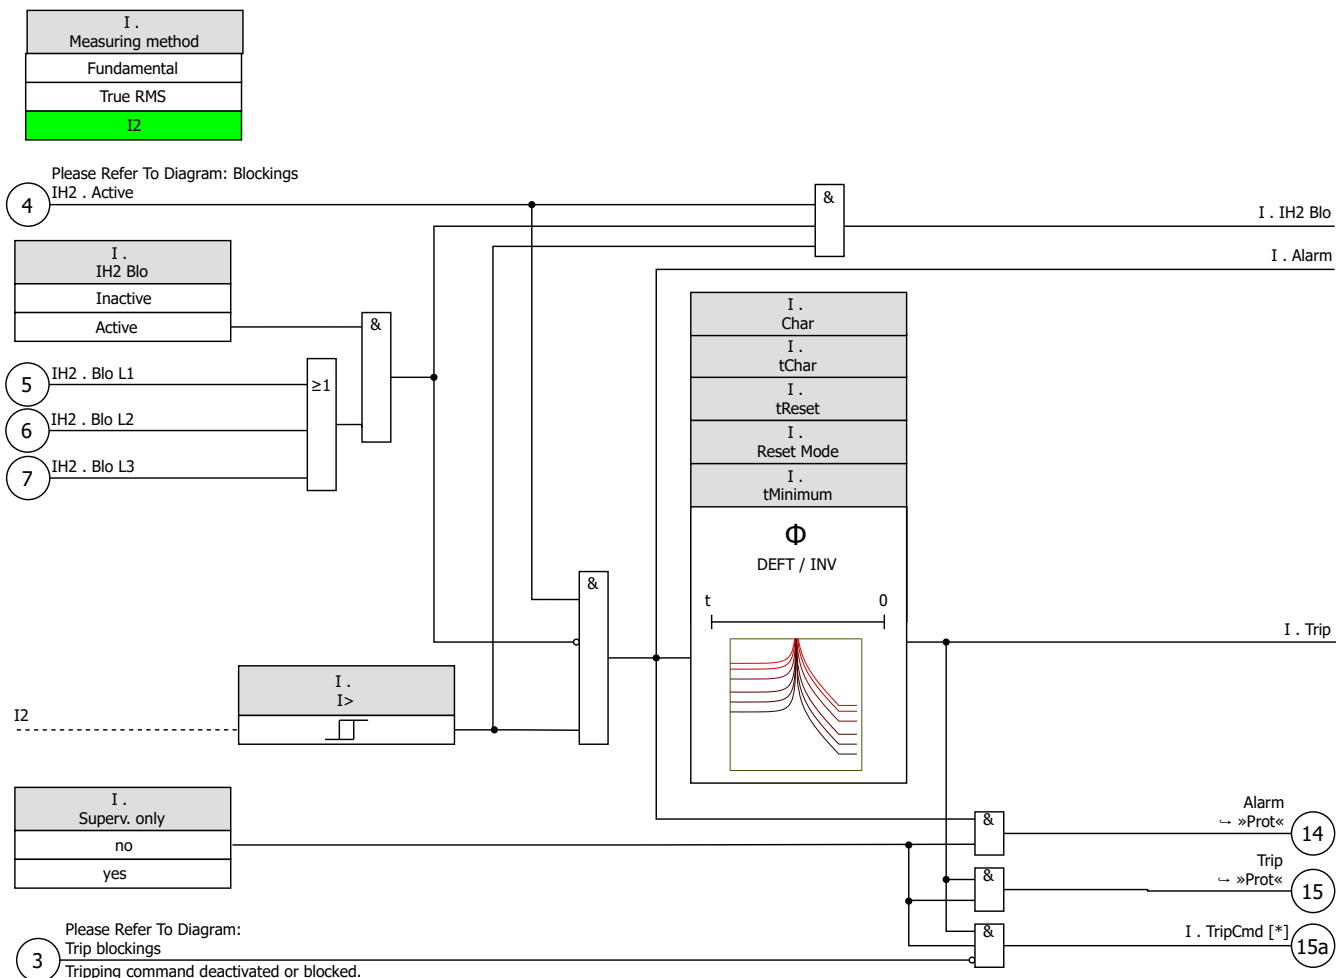 I .
Measuring method
Fundamental
True RMS
I2
Please Refer To Diagram: Blockings
4
IH2 . Active
&
I . IH2 Blo
I . Alarm
I .
IH2 Blo
Inactive
Active
&
5
IH2 . Blo L1
≥1
6
IH2 . Blo L2
7
IH2 . Blo L3
I .
Char
I .
tChar
I .
tReset
I .
Reset Mode
I .
tMinimum
Φ
DEFT / INV
t
0
&
I . Trip
I2
I .
I>
I .
Superv. only
no
yes
&
Alarm
↪ »Prot«
14
&
Trip
↪ »Prot«
15
&
I . TripCmd [*]
15a
3
Please Refer To Diagram:
Trip blockings
Tripping command deactivated or blocked.